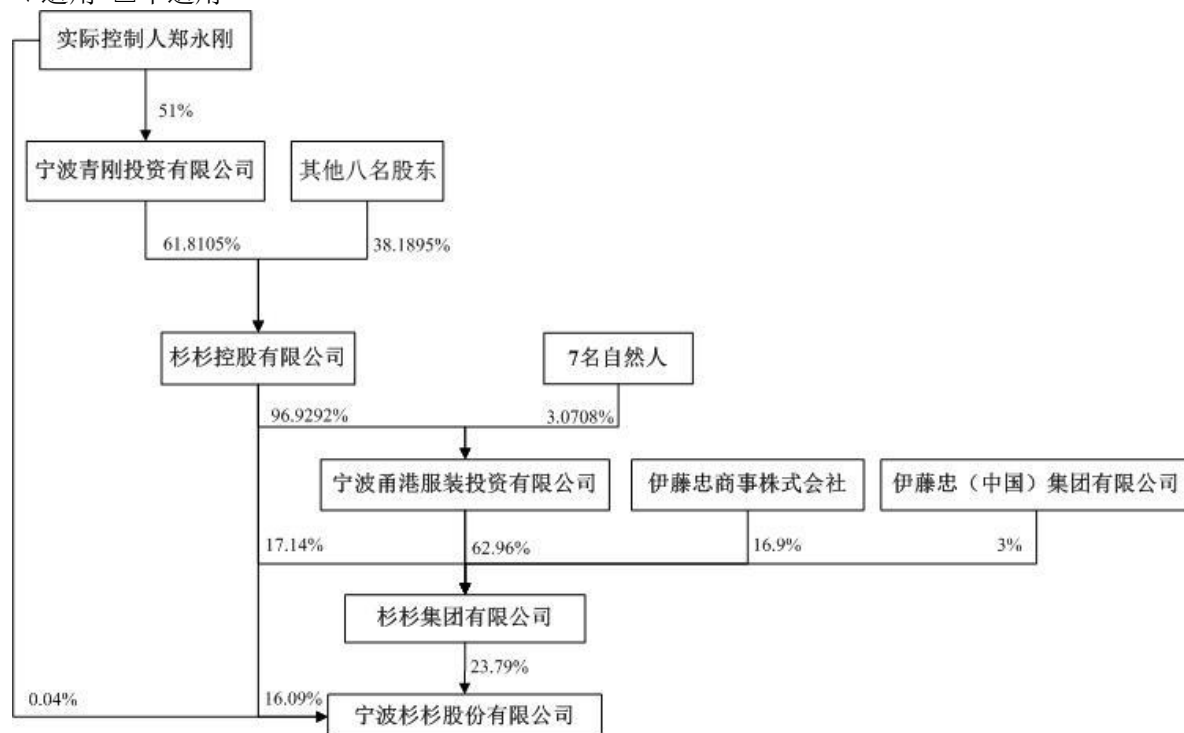 实际控制人郑永刚
51%
宁波青刚投资有限公司
其他八名股东
61.8105%
38.1895%
杉杉控股有限公司
7名自然人
96.9292%
3.0708%
宁波甬港服装投资有限公司
伊藤忠商事株式会社
伊藤忠（中国）集团有限公司
17.14%
62.96%
16.9%
3%
杉杉集团有限公司
23.79%
0.04%
16.09%
宁波杉杉股份有限公司